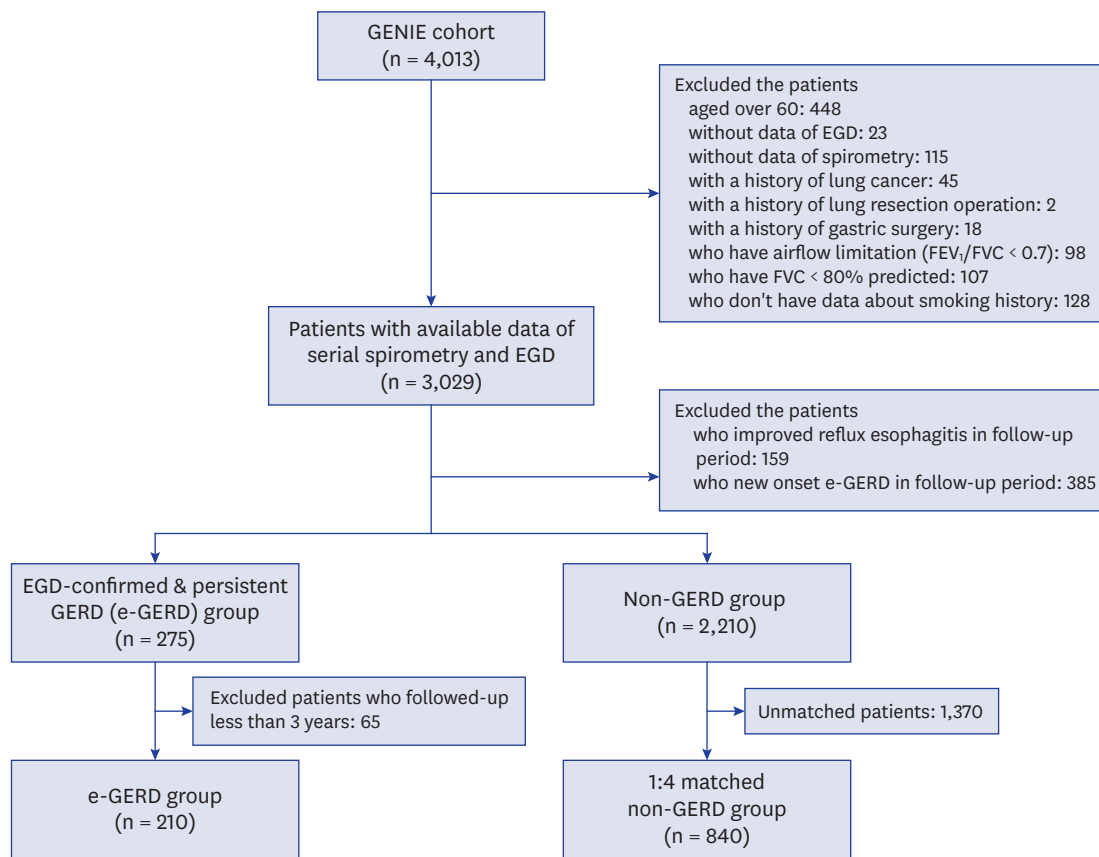 GENIE cohort
(n = 4,013)
Excluded the patients
aged over 60: 448
without data of EGD: 23
without data of spirometry: 115
with a history of lung cancer: 45
with a history of lung resection operation: 2
with a history of gastric surgery: 18
who have airflow limitation (FEV₁/FVC < 0.7): 98
who have FVC < 80% predicted: 107
who don't have data about smoking history: 128
Patients with available data of
serial spirometry and EGD
(n = 3,029)
Excluded the patients
who improved reflux esophagitis in follow-up
period: 159
who new onset e-GERD in follow-up period: 385
EGD-confirmed & persistent
GERD (e-GERD) group
(n = 275)
Non-GERD group
(n = 2,210)
Excluded patients who followed-up
less than 3 years: 65
Unmatched patients: 1,370
e-GERD group
(n = 210)
1:4 matched
non-GERD group
(n = 840)